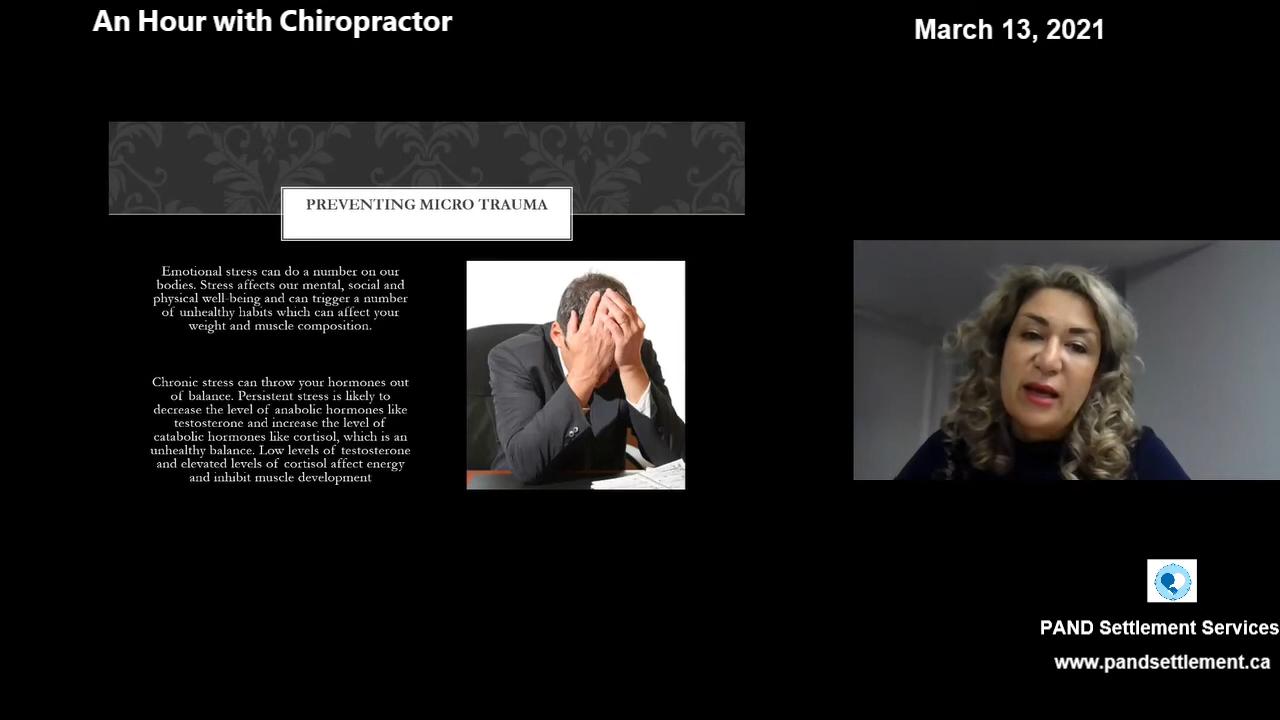 An Hour with Chiropractor
March 13, 2021
PREVENTING MICRO TRAUMA
Emotional stress can do a number on our
bodies. Stress affects our mental, social and
physical well-being and can trigger a number
of unhealthy habits which can affect your
weight and muscle composition.
Chronic stress can throw your hormones out
of balance. Persistent stress is likely to
decrease the level of anabolic hormones like
testosterone and increase the level of
catabolic hormones like cortisol, which is an
unhealthy balance. Low levels of testosterone
and elevated levels of cortisol affect energy
and inhibit muscle development
PAND Settlement Services
www.pandsettlement.ca